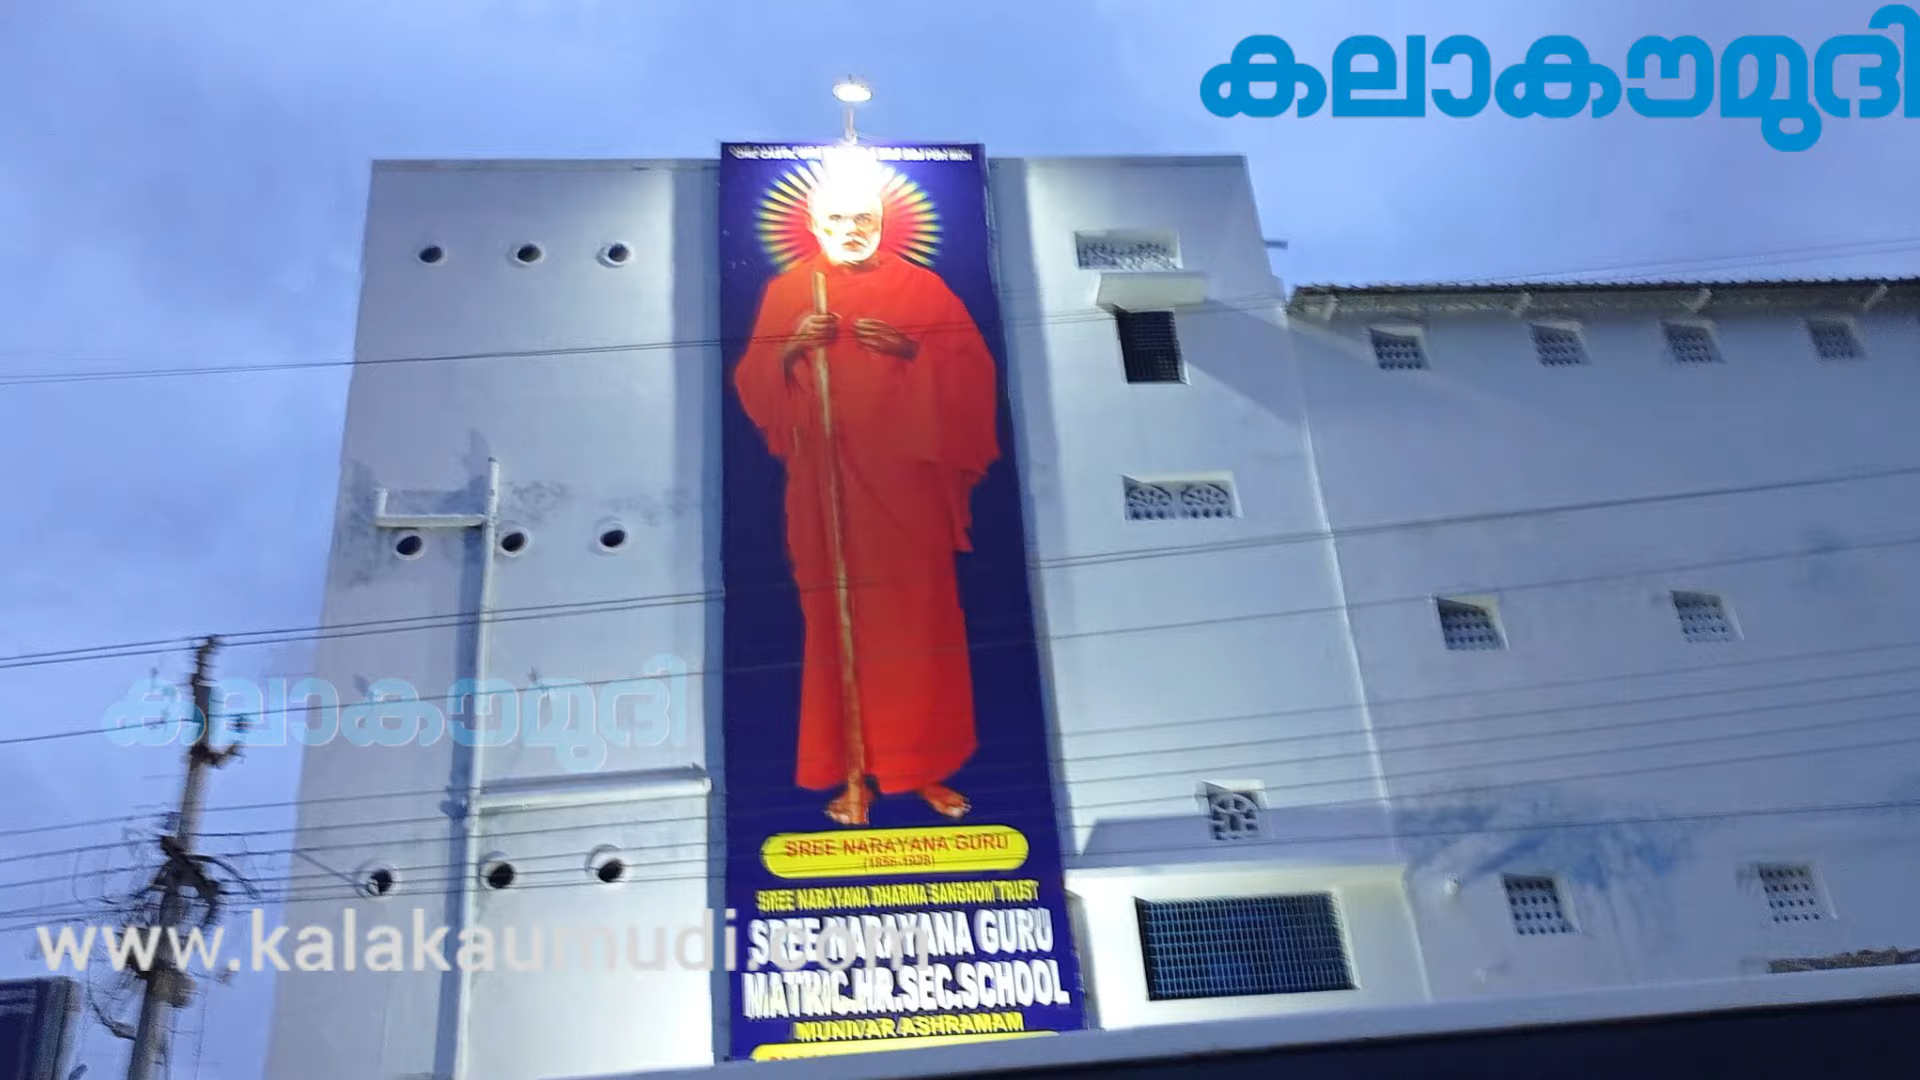 കലാകൗമുദി
കലാകൗമുദി
SREE NARAYANA GURU
SREE NARAYANA DHARMA SANGHOM TRUST
SREE NARAYANA GURU
MATRIC.HR.SEC.SCHOOL
MUNIVAR ASHRAMAM
www.kalakaumudi.com